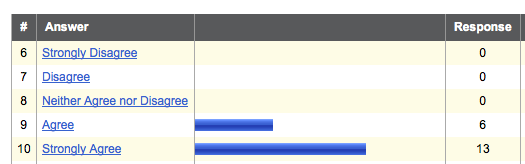 # Answer Response
6 Strongly Disagree 0
7 Disagree 0
8 Neither Agree nor Disagree 0
9 Agree 6
10 Strongly Agree 13